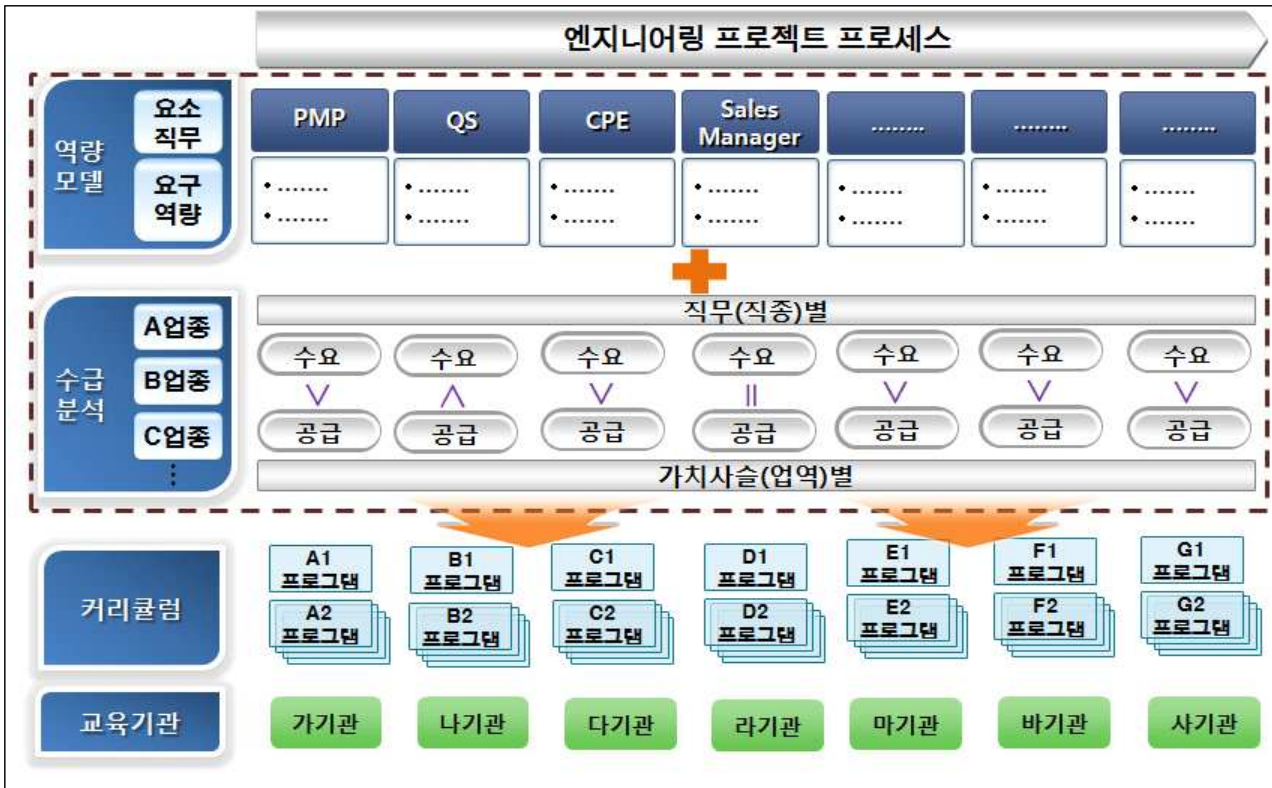 엔지니어링 프로젝트 프로세스
역량
모델
요소
직무
요구
역량
PMP
QS
CPE
Sales
Manager
........
........
........
• .......
• .......
• .......
• .......
• .......
• .......
• .......
• .......
• .......
• .......
• .......
• .......
• .......
• .......
수급
분석
A업종
B업종
C업종
⋮
직무(직종)별
수요
수요
수요
수요
수요
수요
수요
∨
∧
∨
॥
∨
∨
∨
공급
공급
공급
공급
공급
공급
공급
가치사슬(업역)별
커리큘럼
A1
프로그램
B1
프로그램
C1
프로그램
D1
프로그램
E1
프로그램
F1
프로그램
G1
프로그램
A2
프로그램
B2
프로그램
C2
프로그램
D2
프로그램
E2
프로그램
F2
프로그램
G2
프로그램
교육기관
가기관
나기관
다기관
라기관
마기관
바기관
사기관